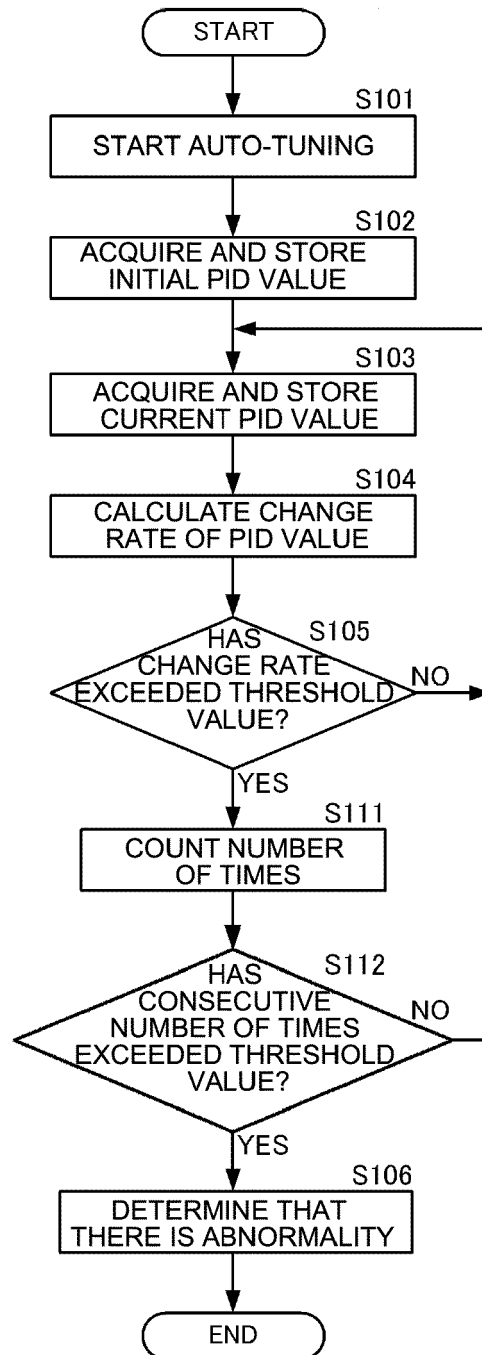 START
S101
START AUTO-TUNING
S102
ACQUIRE AND STORE
INITIAL PID VALUE
S103
ACQUIRE AND STORE
CURRENT PID VALUE
S104
CALCULATE CHANGE
RATE OF PID VALUE
S105
HAS
CHANGE RATE
EXCEEDED THRESHOLD
VALUE?
NO
YES
S111
COUNT NUMBER
OF TIMES
S112
HAS
CONSECUTIVE
NUMBER OF TIMES
EXCEEDED THRESHOLD
VALUE?
NO
YES
S106
DETERMINE THAT
THERE IS ABNORMALITY
END